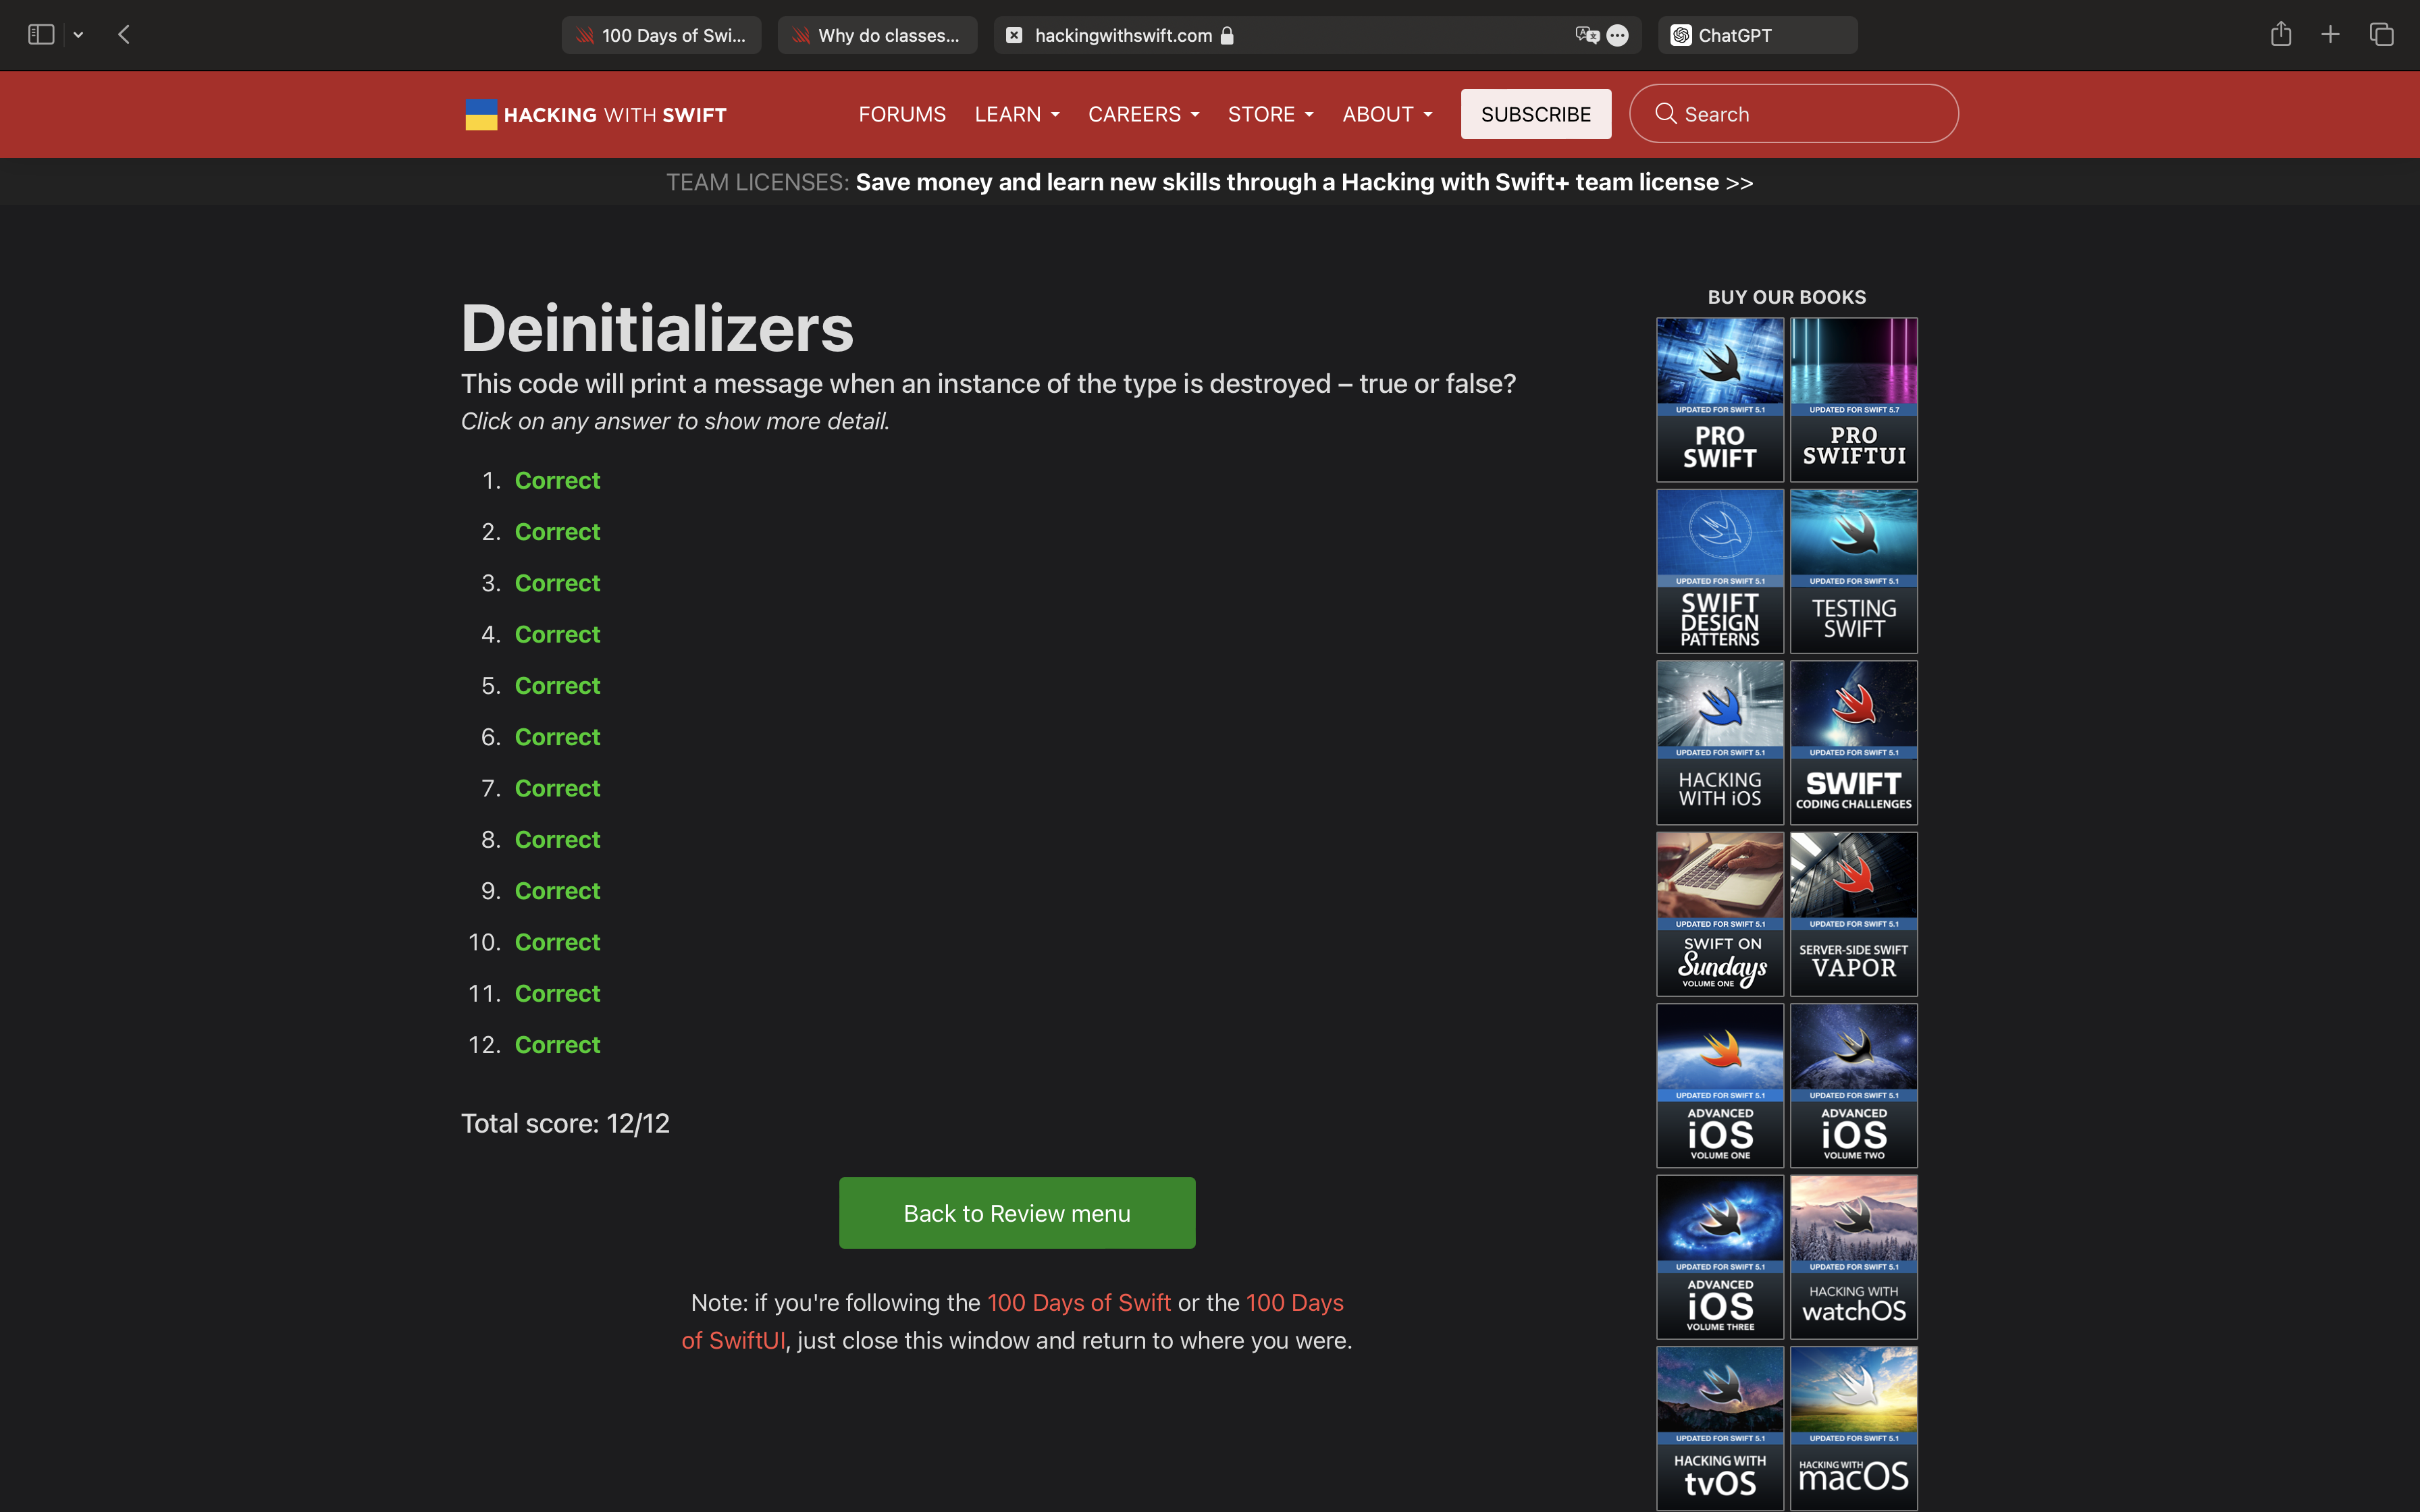 100 Days of Swi...
Why do classes...
hackingwithswift.com
ChatGPT
HACKING WITH SWIFT
FORUMS
LEARN
CAREERS
STORE
ABOUT
SUBSCRIBE
Search
TEAM LICENSES: Save money and learn new skills through a Hacking with Swift+ team license >>
Deinitializers
This code will print a message when an instance of the type is destroyed – true or false?
Click on any answer to show more detail.
1. Correct
2. Correct
3. Correct
4. Correct
5. Correct
6. Correct
7. Correct
8. Correct
9. Correct
10. Correct
11. Correct
12. Correct
Total score: 12/12
Back to Review menu
Note: if you're following the 100 Days of Swift or the 100 Days
of SwiftUI, just close this window and return to where you were.
BUY OUR BOOKS
UPDATED FOR SWIFT 5.1
PRO
SWIFT
UPDATED FOR SWIFT 5.7
PRO
SWIFTUI
UPDATED FOR SWIFT 5.1
SWIFT
DESIGN
PATTERNS
UPDATED FOR SWIFT 5.1
TESTING
SWIFT
UPDATED FOR SWIFT 5.1
HACKING
WITH iOS
UPDATED FOR SWIFT 5.1
SWIFT
CODING CHALLENGES
UPDATED FOR SWIFT 5.1
SWIFT ON
Sundays
VOLUME ONE
UPDATED FOR SWIFT 5.1
SERVER-SIDE SWIFT
VAPOR
UPDATED FOR SWIFT 5.1
ADVANCED
iOS
VOLUME ONE
UPDATED FOR SWIFT 5.1
ADVANCED
iOS
VOLUME TWO
UPDATED FOR SWIFT 5.1
ADVANCED
iOS
VOLUME THREE
UPDATED FOR SWIFT 5.1
HACKING WITH
watchOS
UPDATED FOR SWIFT 5.1
HACKING WITH
tvOS
UPDATED FOR SWIFT 5.1
HACKING WITH
macOS